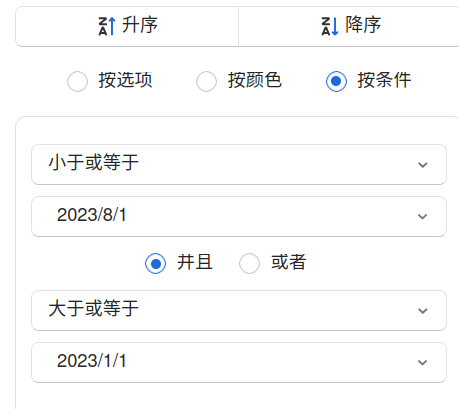 升序 降序
按选项 按颜色 按条件
小于或等于
2023/8/1
并且 或者
大于或等于
2023/1/1